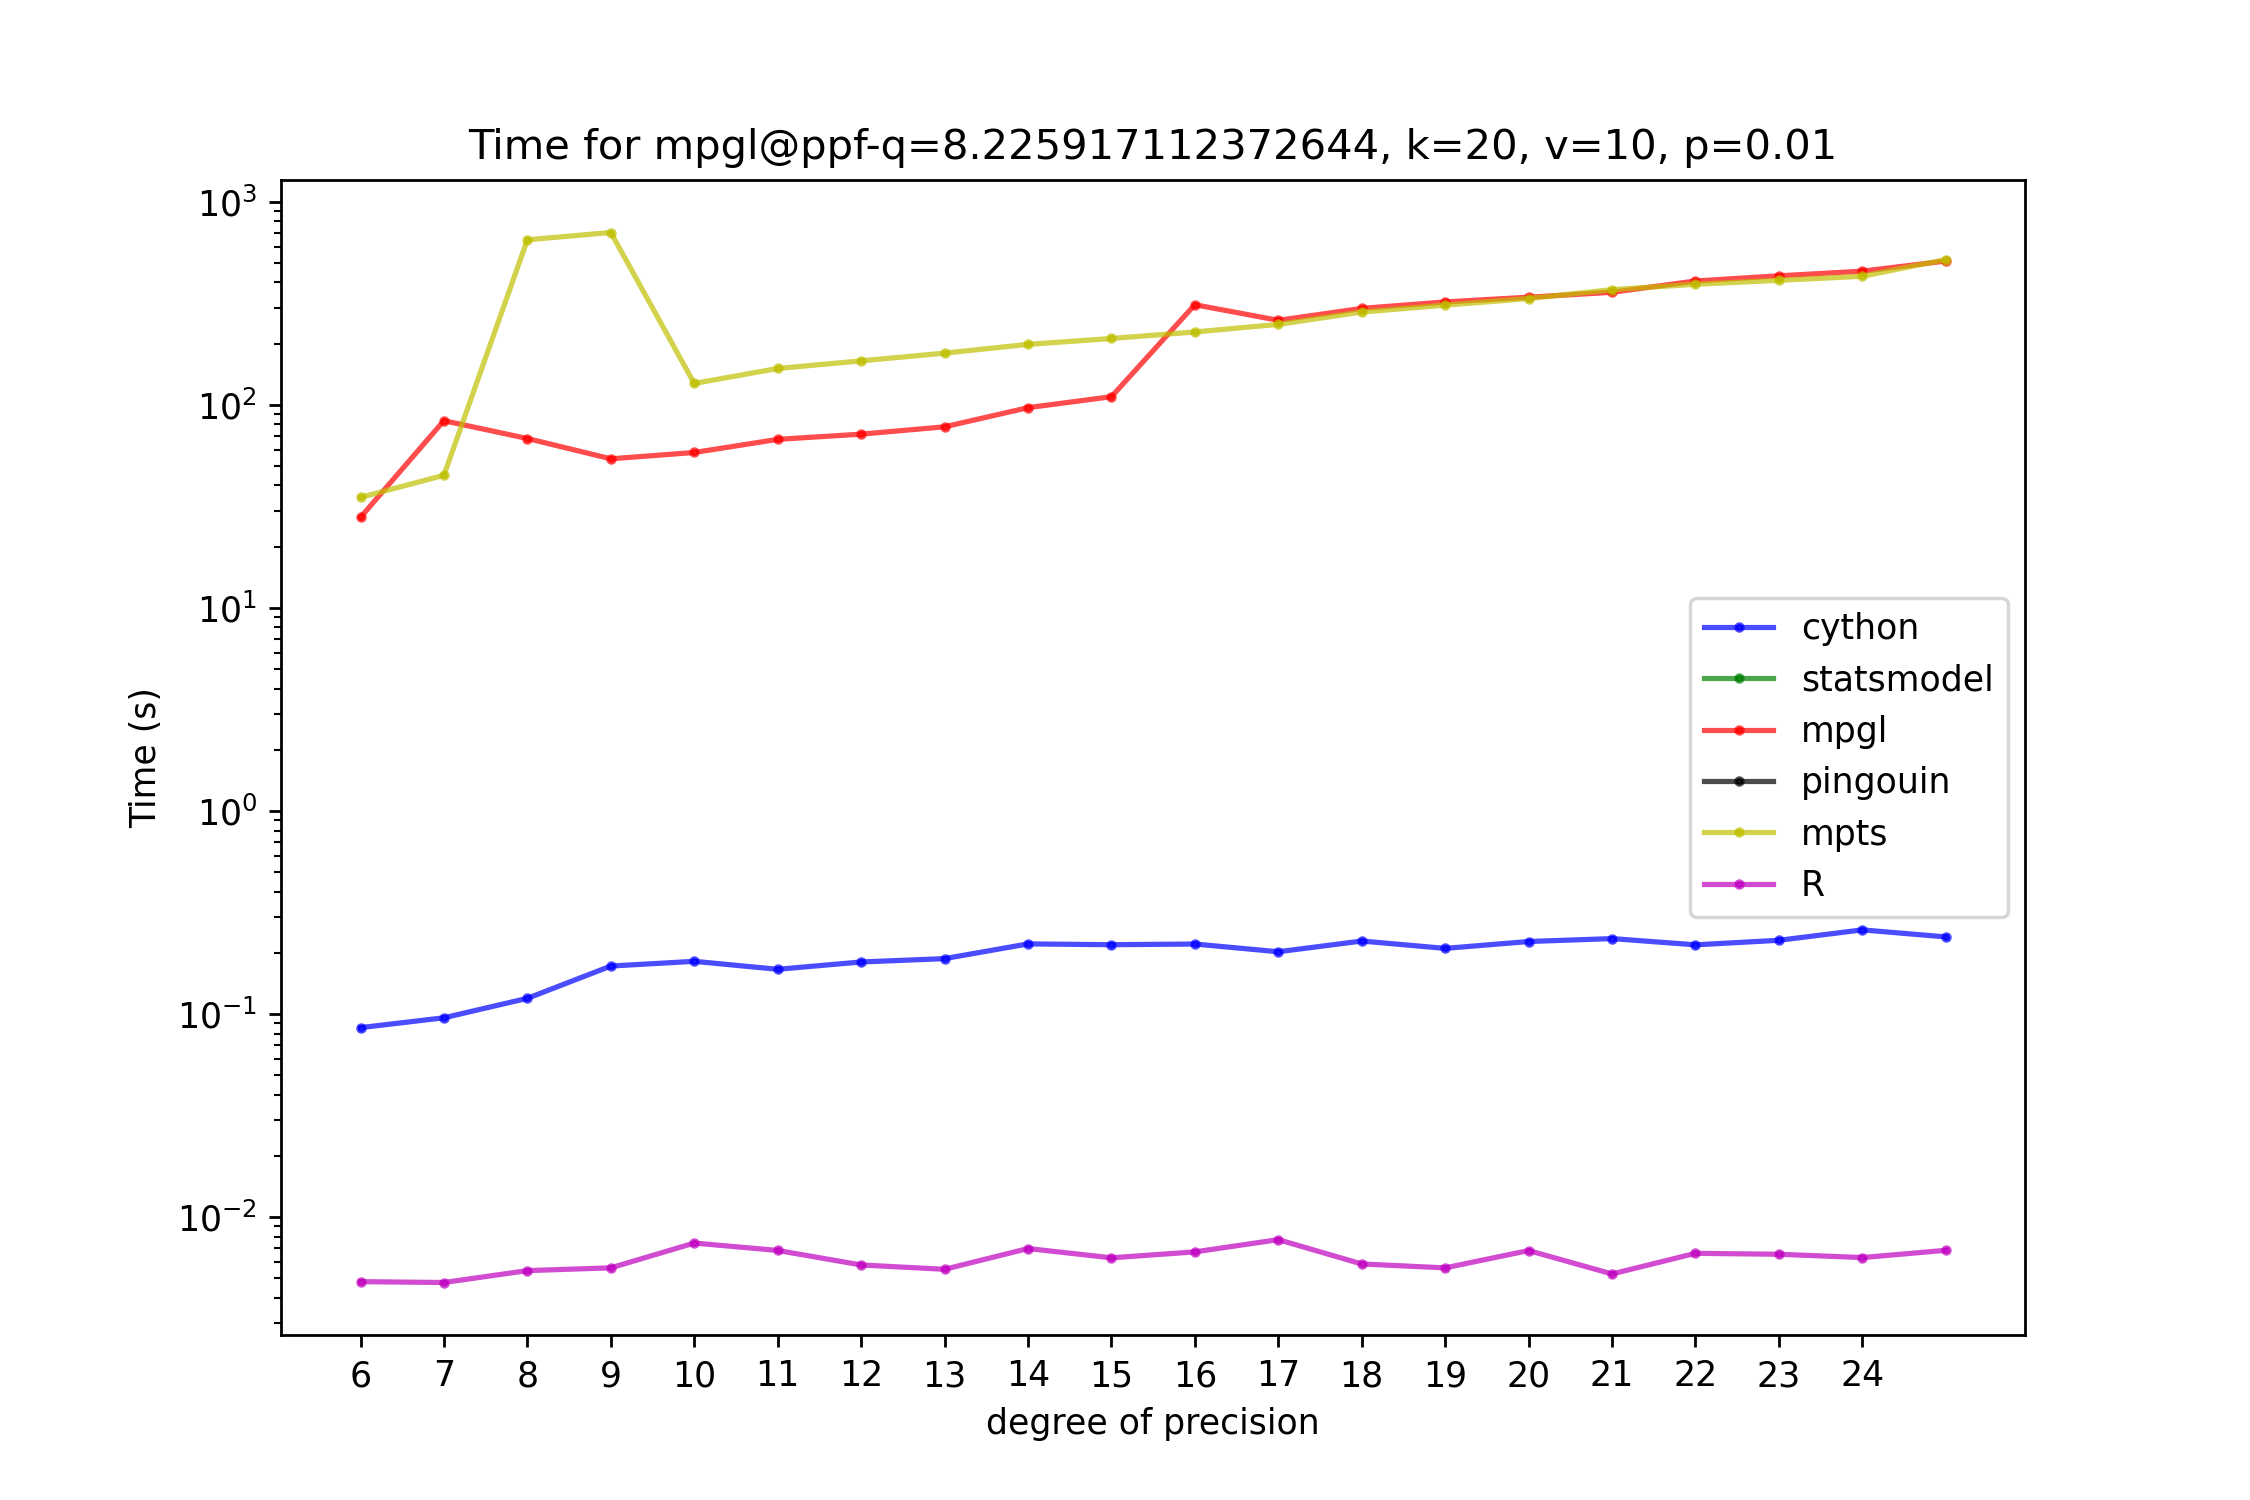 Time for mpgl@ppf-q=8.225917112372644, k=20, v=10, p=0.01
10³
10²
10¹
10⁰
10⁻¹
10⁻²
Time (s)
cython
statsmodel
mpgl
pingouin
mpts
R
6 7 8 9 10 11 12 13 14 15 16 17 18 19 20 21 22 23 24
degree of precision